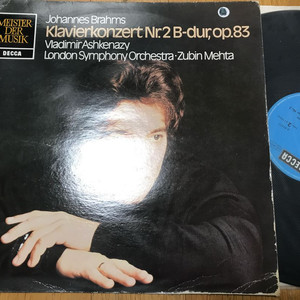 MEISTER
DER
MUSIK
DECCA
Johannes Brahms
Klavierkonzert Nr.2 B-dur, op.83
Vladimir Ashkenazy
London Symphony Orchestra · Zubin Mehta
DECCA